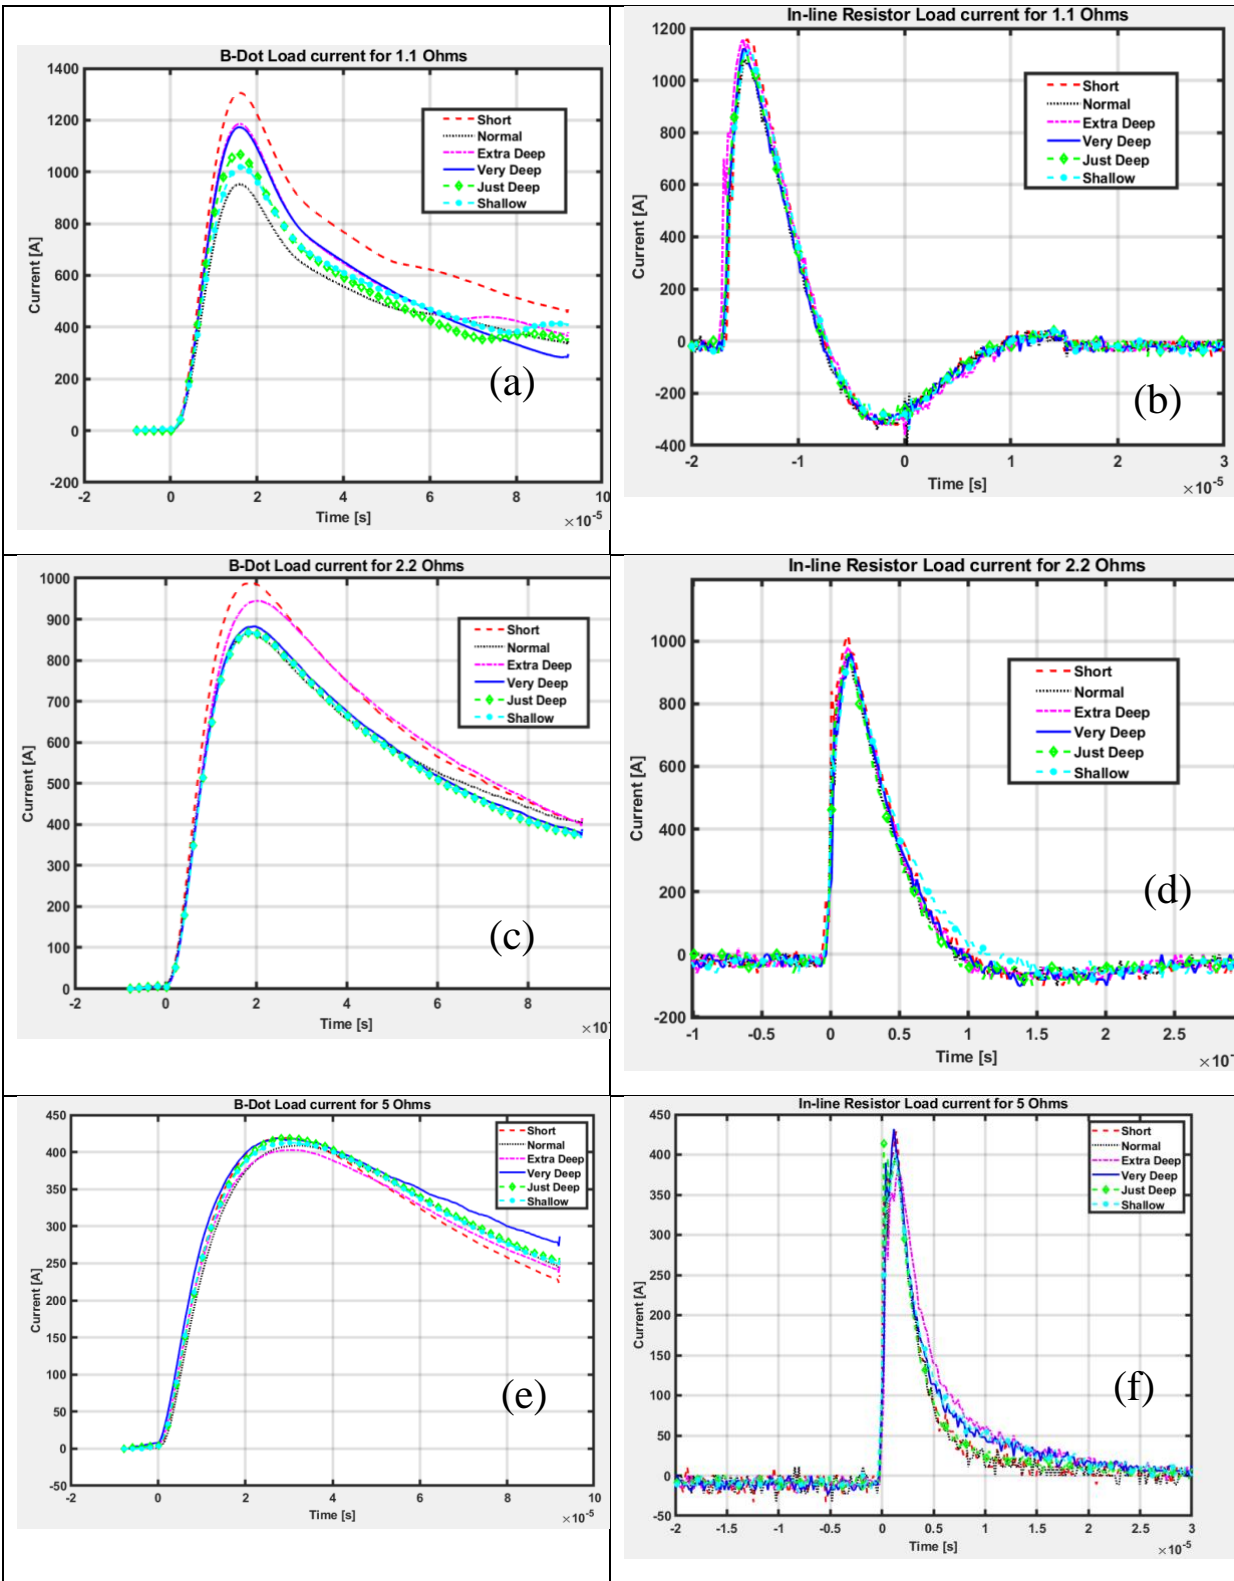 B-Dot Load current for 1.1 Ohms
1400
1200
1000
800
600
400
200
0
-200
Current [A]
Short
Normal
Extra Deep
Very Deep
Just Deep
Shallow
(a)
-2 0 2 4 6 8 10
Time [s]
×10-5
In-line Resistor Load current for 1.1 Ohms
1200
1000
800
600
400
200
0
-200
-400
Current [A]
Short
Normal
Extra Deep
Very Deep
Just Deep
Shallow
(b)
-2 -1 0 1 2 3
Time [s]
×10-5
B-Dot Load current for 2.2 Ohms
1000
900
800
700
600
500
400
300
200
100
0
Current [A]
Short
Normal
Extra Deep
Very Deep
Just Deep
Shallow
(c)
-2 0 2 4 6 8
Time [s]
In-line Resistor Load current for 2.2 Ohms
1000
800
600
400
200
0
-200
Current [A]
Short
Normal
Extra Deep
Very Deep
Just Deep
Shallow
(d)
-1 -0.5 0 0.5 1 1.5 2 2.5
Time [s]
B-Dot Load current for 5 Ohms
450
400
350
300
250
200
150
100
50
0
-50
Current [A]
Short
Normal
Extra Deep
Very Deep
Just Deep
Shallow
(e)
-2 0 2 4 6 8 10
Time [s]
×10-5
In-line Resistor Load current for 5 Ohms
450
400
350
300
250
200
150
100
50
0
-50
Current [A]
Short
Normal
Extra Deep
Very Deep
Just Deep
Shallow
(f)
-2 -1.5 -1 -0.5 0 0.5 1 1.5 2 2.5 3
Time [s]
×10-5